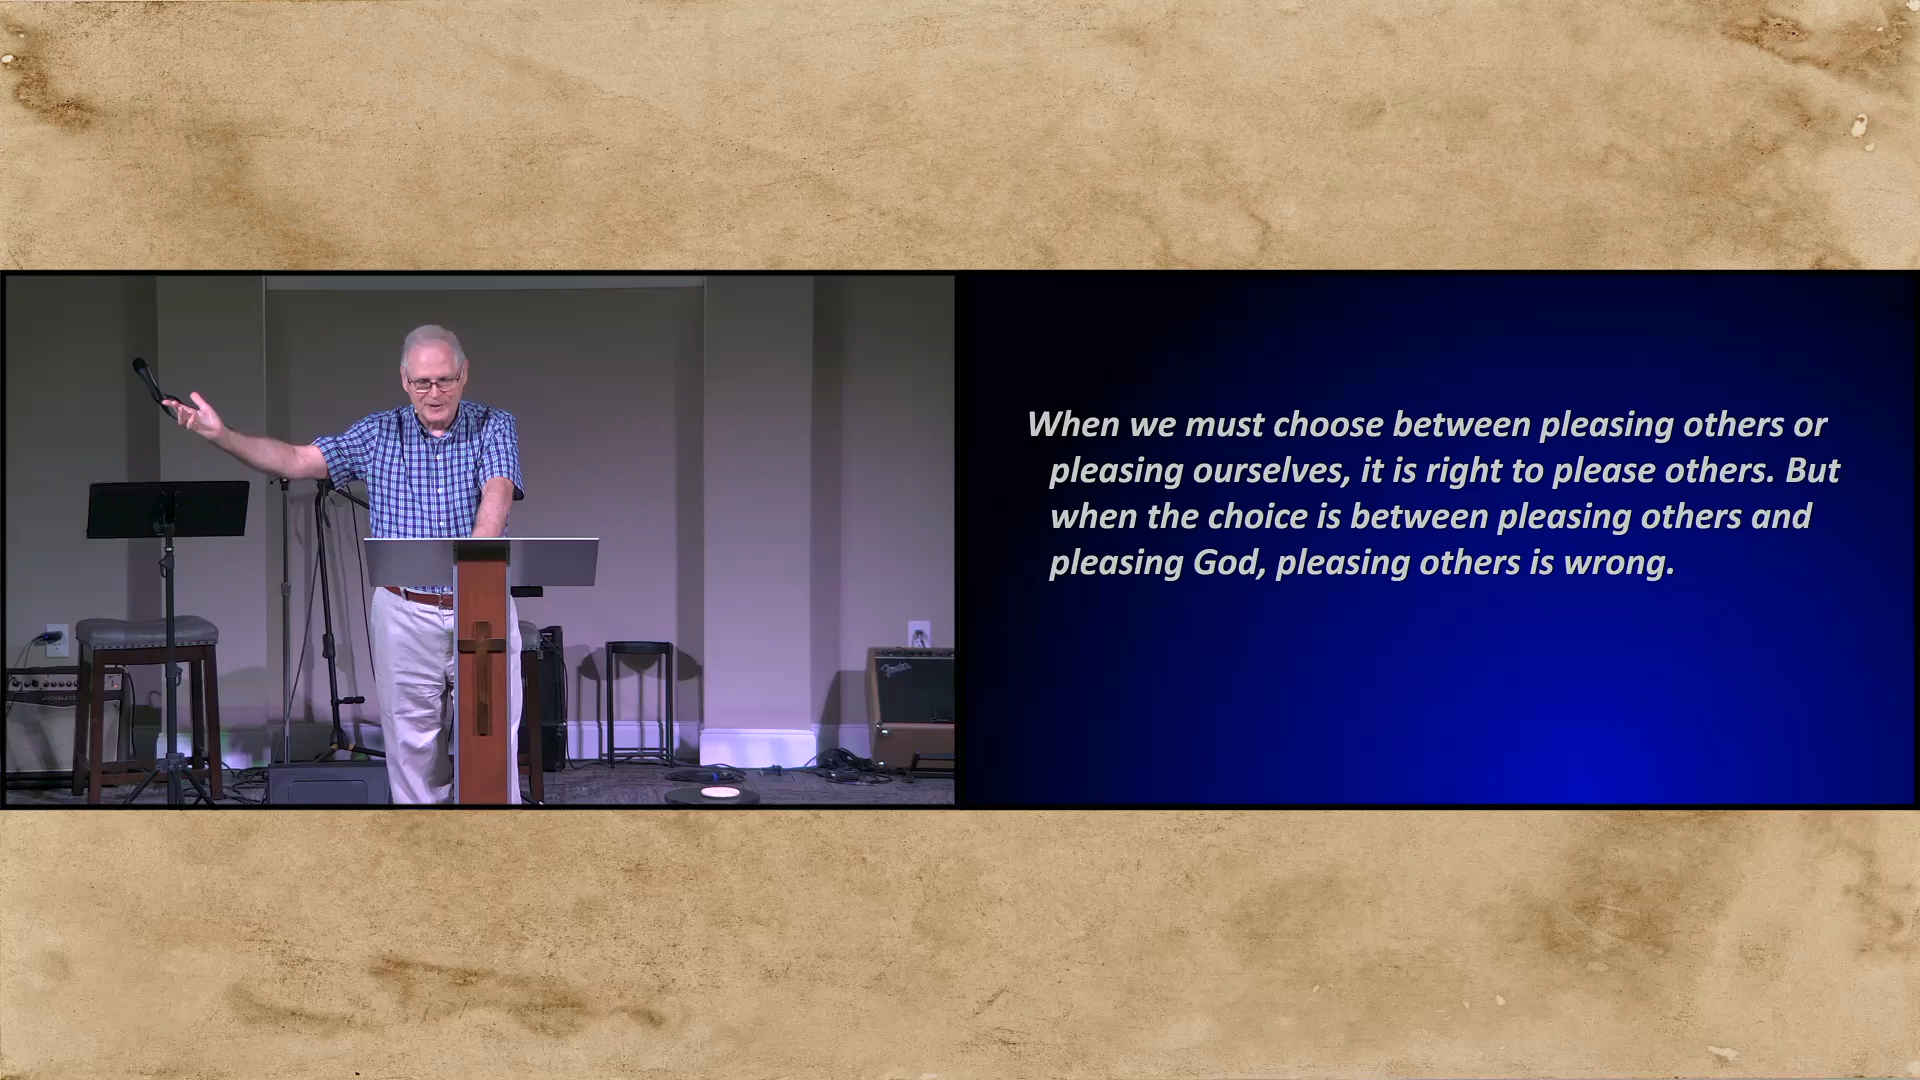 When we must choose between pleasing others or
pleasing ourselves, it is right to please others. But
when the choice is between pleasing others and
pleasing God, pleasing others is wrong.
Fender